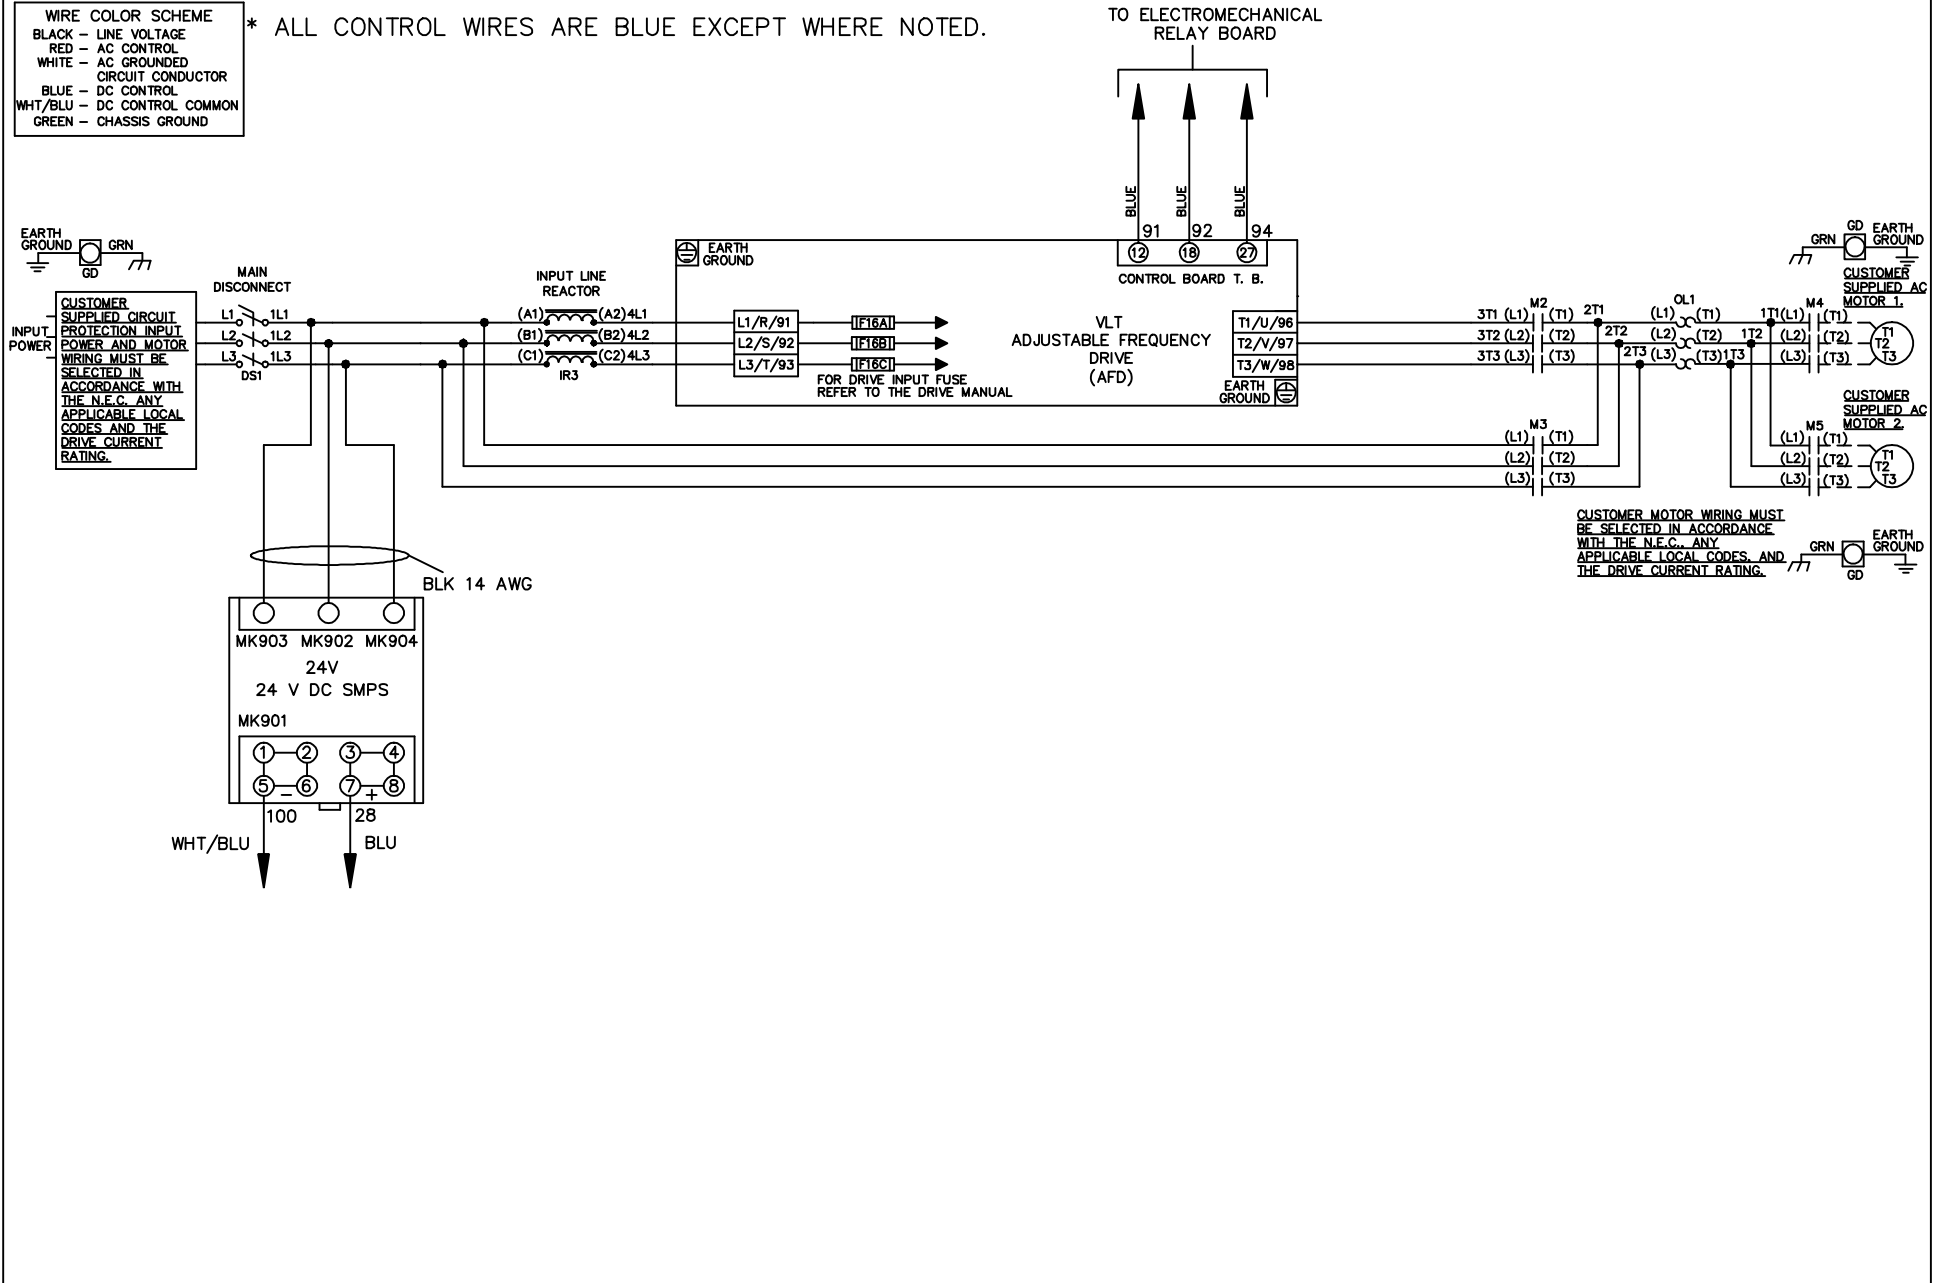 WIRE COLOR SCHEME
BLACK - LINE VOLTAGE
RED - AC CONTROL
WHITE - AC GROUNDED
CIRCUIT CONDUCTOR
BLUE - DC CONTROL
WHT/BLU - DC CONTROL COMMON
GREEN - CHASSIS GROUND
* ALL CONTROL WIRES ARE BLUE EXCEPT WHERE NOTED.
TO ELECTROMECHANICAL
RELAY BOARD
BLUE
BLUE
BLUE
91
92
94
12
18
27
CONTROL BOARD T. B.
EARTH
GROUND
GRN
GD
INPUT
POWER
CUSTOMER
SUPPLIED CIRCUIT
PROTECTION INPUT
POWER AND MOTOR
WIRING MUST BE
SELECTED IN
ACCORDANCE WITH
THE N.E.C. ANY
APPLICABLE LOCAL
CODES AND THE
DRIVE CURRENT
RATING.
MAIN
DISCONNECT
L1 1L1
L2 1L2
L3 1L3
DS1
INPUT LINE
REACTOR
(A1) (A2) 4L1
(B1) (B2) 4L2
(C1) (C2) 4L3
IR3
EARTH
GROUND
L1/R/91
L2/S/92
L3/T/93
F16A
F16B
F16C
FOR DRIVE INPUT FUSE
REFER TO THE DRIVE MANUAL
VLT
ADJUSTABLE FREQUENCY
DRIVE
(AFD)
T1/U/96
T2/V/97
T3/W/98
EARTH
GROUND
M2
3T1 (L1) (T1) 2T1
3T2 (L2) (T2) 2T2
3T3 (L3) (T3) 2T3
OL1
(L1) (T1) 1T1
(L2) (T2) 1T2
(L3) (T3) 1T3
M4
(L1) (T1)
(L2) (T2)
(L3)
T1
T2
T3
GD
GRN
EARTH
GROUND
CUSTOMER
SUPPLIED AC
MOTOR 1.
M3
(L1) (T1)
(L2) (T2)
(L3) (T3)
M5
(L1) (T1)
(L2) (T2)
(L3) (T3)
T1
T2
T3
CUSTOMER
SUPPLIED AC
MOTOR 2.
CUSTOMER MOTOR WIRING MUST
BE SELECTED IN ACCORDANCE
WITH THE N.E.C., ANY
APPLICABLE LOCAL CODES, AND
THE DRIVE CURRENT RATING.
GRN
GD
EARTH
GROUND
BLK 14 AWG
MK903 MK902 MK904
24V
24 V DC SMPS
MK901
1 2 3 4
5 6 7 8
- +
100
28
WHT/BLU
BLU